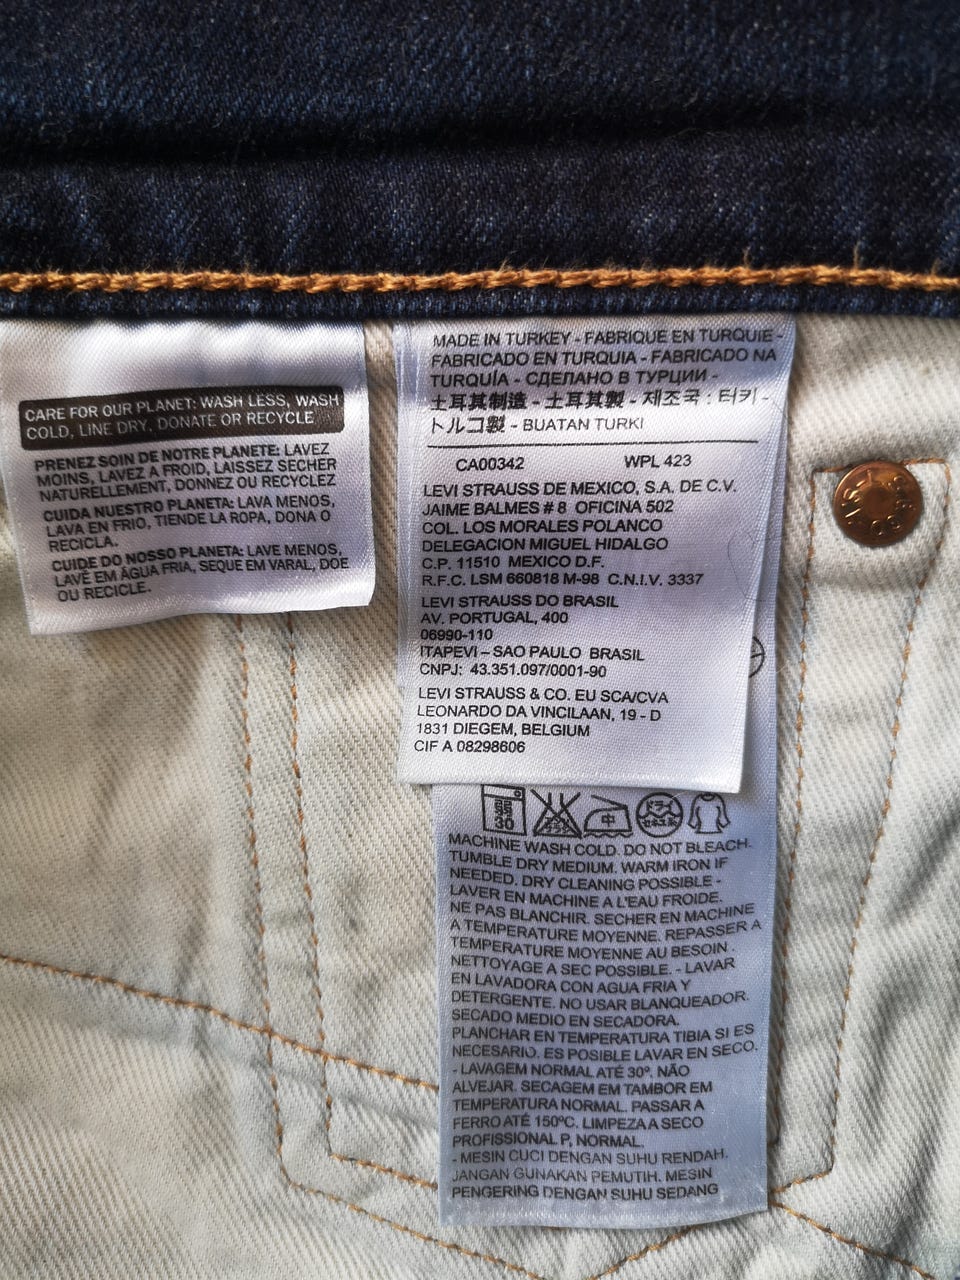 CARE FOR OUR PLANET: WASH LESS, WASH
COLD, LINE DRY, DONATE OR RECYCLE
PRENEZ SOIN DE NOTRE PLANETE: LAVEZ
MOINS, LAVEZ A FROID, LAISSEZ SECHER
NATURELLEMENT, DONNEZ OU RECYCLEZ
CUIDA NUESTRO PLANETA: LAVA MENOS,
LAVA EN FRIO, TIENDE LA ROPA, DONA O
RECICLA.
CUIDE DO NOSSO PLANETA: LAVE MENOS,
LAVE EM ÁGUA FRIA, SEQUE EM VARAL, DOE
OU RECICLE.
MADE IN TURKEY - FABRIQUE EN TURQUIE -
FABRICADO EN TURQUIA - FABRICADO NA
TURQUÍA - СДЕЛАНО В ТУРЦИИ -
土耳其制造 - 土耳其製 - 제조국 : 터키 -
トルコ製 - BUATAN TURKI
CA00342 WPL 423
LEVI STRAUSS DE MEXICO, S.A. DE C.V.
JAIME BALMES # 8 OFICINA 502
COL. LOS MORALES POLANCO
DELEGACION MIGUEL HIDALGO
C.P. 11510 MEXICO D.F.
R.F.C. LSM 660818 M-98 C.N.I.V. 3337
LEVI STRAUSS DO BRASIL
AV. PORTUGAL, 400
06990-110
ITAPEVI – SAO PAULO BRASIL
CNPJ: 43.351.097/0001-90
LEVI STRAUSS & CO. EU SCA/CVA
LEONARDO DA VINCILAAN, 19 - D
1831 DIEGEM, BELGIUM
CIF A 08298606
30 中 ドライ
MACHINE WASH COLD. DO NOT BLEACH.
TUMBLE DRY MEDIUM. WARM IRON IF
NEEDED. DRY CLEANING POSSIBLE -
LAVER EN MACHINE A L'EAU FROIDE.
NE PAS BLANCHIR. SECHER EN MACHINE
A TEMPERATURE MOYENNE. REPASSER A
TEMPERATURE MOYENNE AU BESOIN .
NETTOYAGE A SEC POSSIBLE. - LAVAR
EN LAVADORA CON AGUA FRIA Y
DETERGENTE. NO USAR BLANQUEADOR.
SECADO MEDIO EN SECADORA.
PLANCHAR EN TEMPERATURA TIBIA SI ES
NECESARIO. ES POSIBLE LAVAR EN SECO.
- LAVAGEM NORMAL ATÉ 30º. NÃO
ALVEJAR. SECAGEM EM TAMBOR EM
TEMPERATURA NORMAL. PASSAR A
FERRO ATÉ 150ºC. LIMPEZA A SECO
PROFISSIONAL P, NORMAL.
- MESIN CUCI DENGAN SUHU RENDAH.
JANGAN GUNAKAN PEMUTIH. MESIN
PENGERING DENGAN SUHU SEDANG